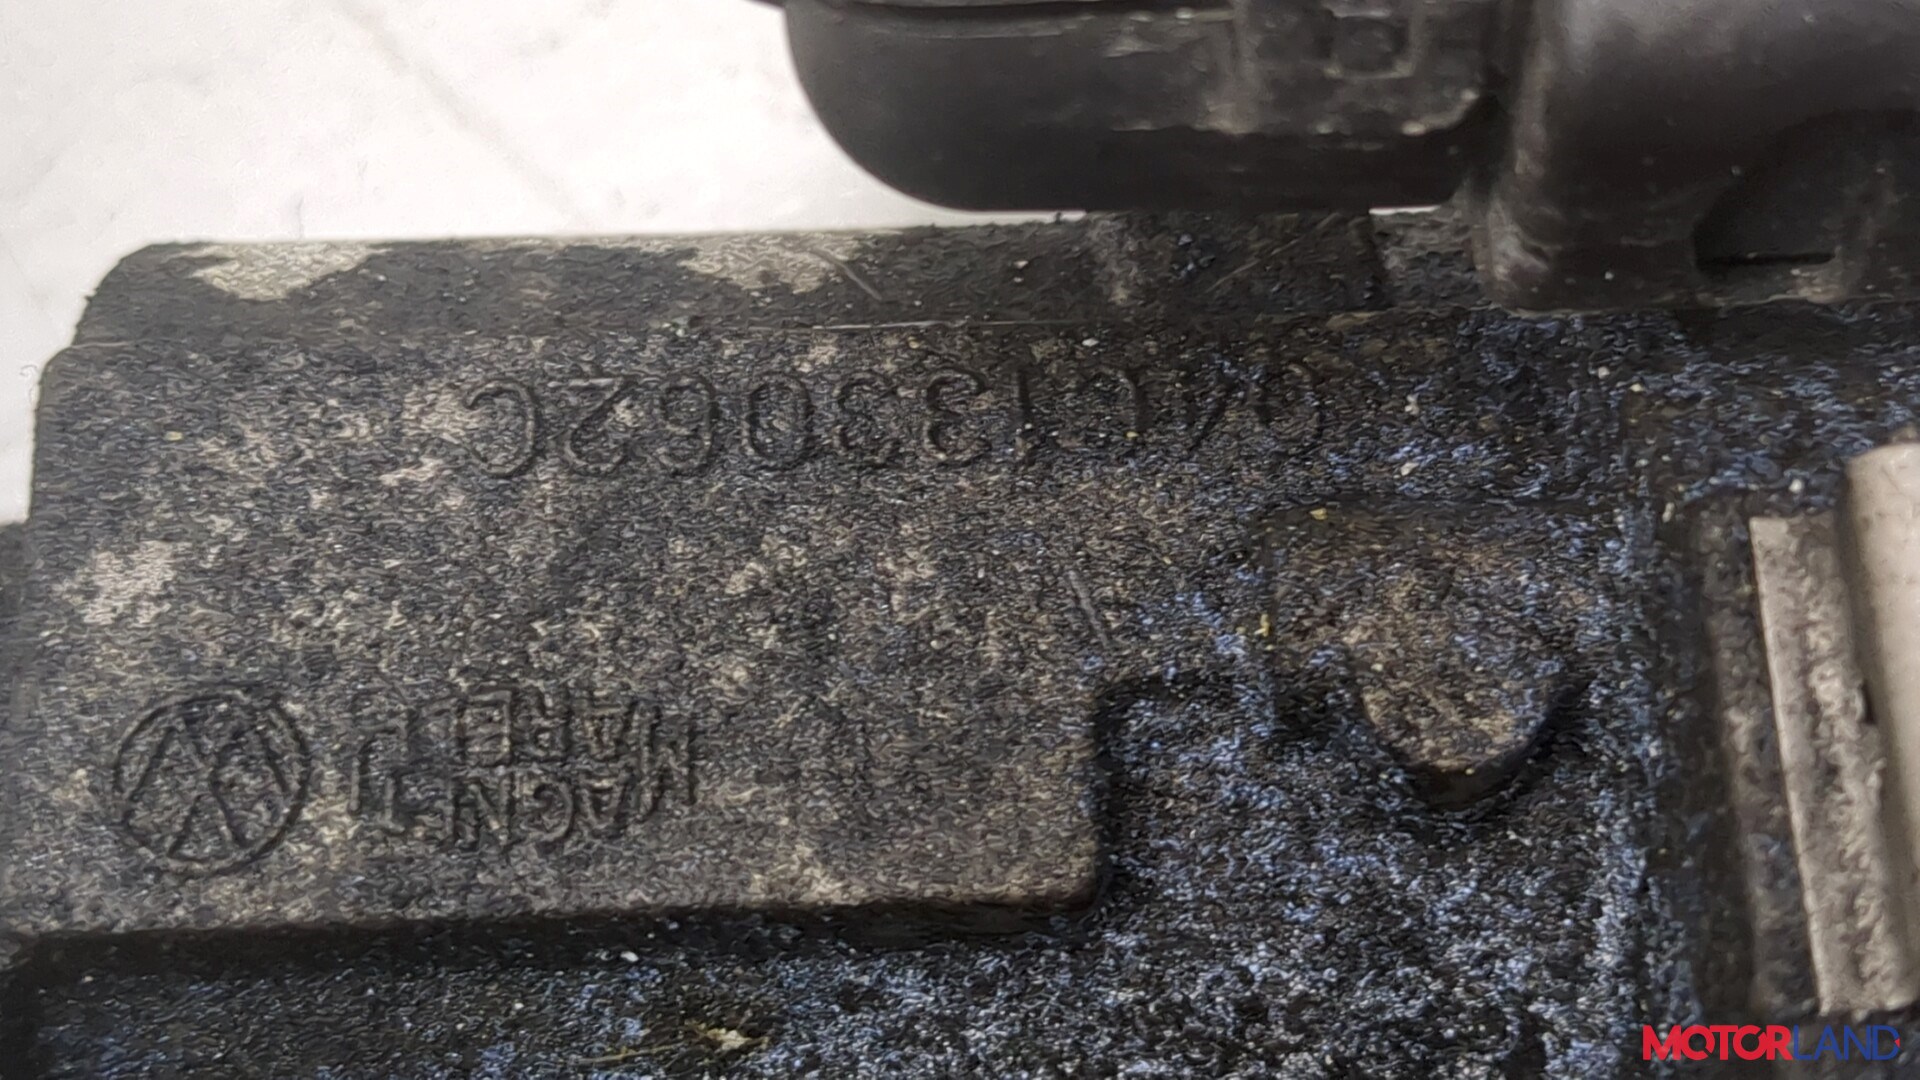 MAGNETI
MARELLI
04C133062C
MOTORLAND